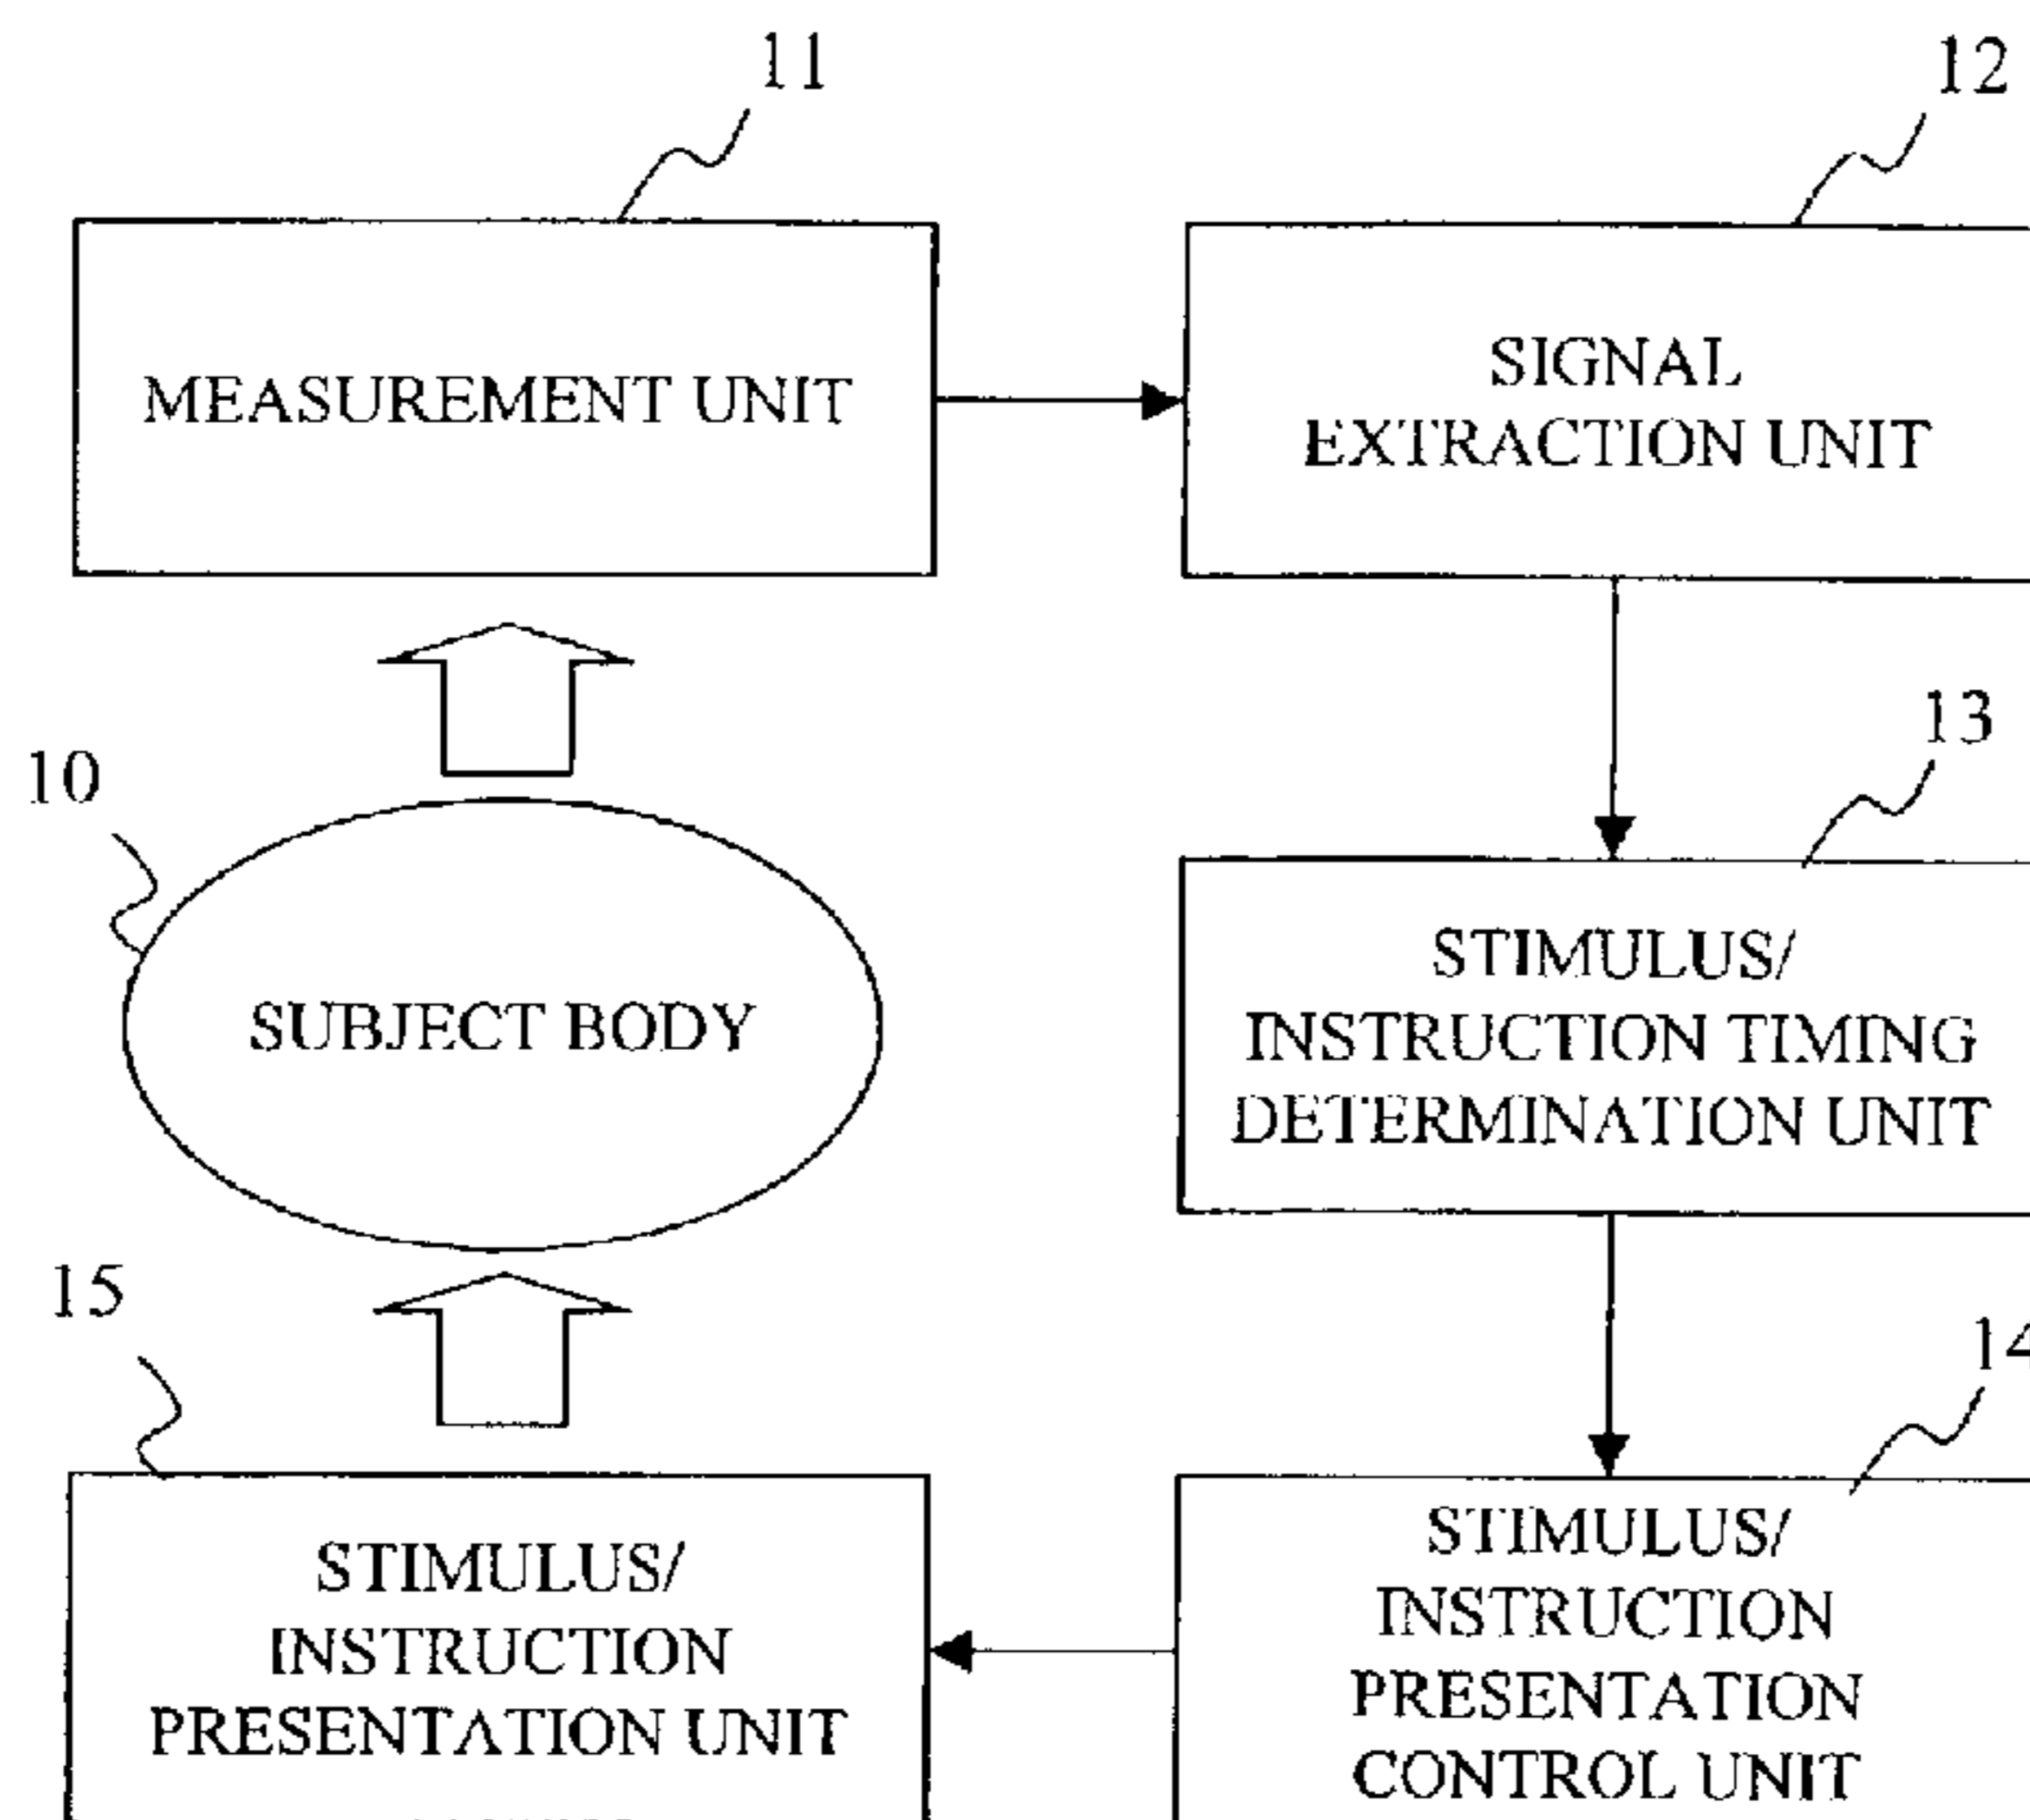 11
12
MEASUREMENT UNIT
SIGNAL
EXTRACTION UNIT
10
13
SUBJECT BODY
STIMULUS/
INSTRUCTION TIMING
DETERMINATION UNIT
15
14
STIMULUS/
INSTRUCTION
PRESENTATION UNIT
STIMULUS/
INSTRUCTION
PRESENTATION
CONTROL UNIT